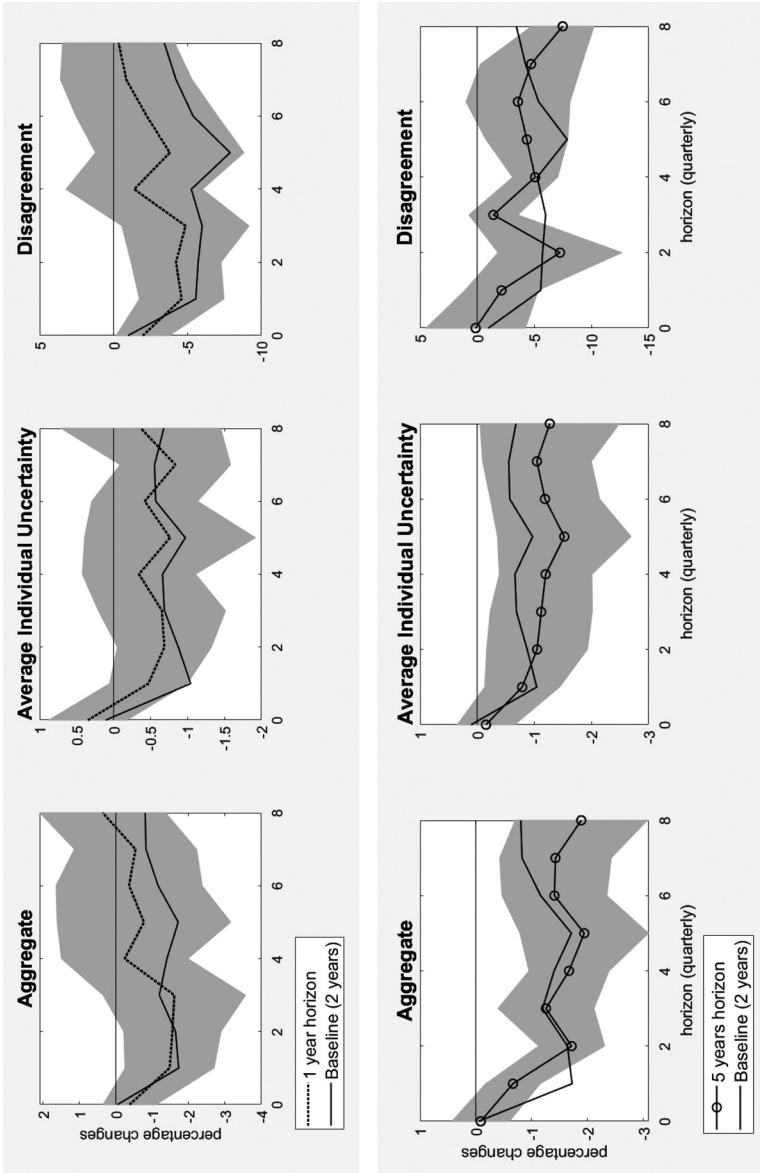 Aggregate
percentage changes
2
1
0
-1
-2
-3
-4
0 2 4 6 8
1 year horizon
Baseline (2 years)
Average Individual Uncertainty
1
0.5
0
-0.5
-1
-1.5
-2
0 2 4 6 8
Disagreement
5
0
-5
-10
0 2 4 6 8
Aggregate
percentage changes
1
0
-1
-2
-3
0 2 4 6 8
horizon (quarterly)
5 years horizon
Baseline (2 years)
Average Individual Uncertainty
1
0
-1
-2
-3
0 2 4 6 8
horizon (quarterly)
Disagreement
5
0
-5
-10
-15
0 2 4 6 8
horizon (quarterly)